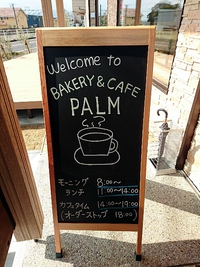 Welcome to
BAKERY & CAFE
PALM
モーニング 8:00〜
ランチ 11:00〜14:00
カフェタイム 14:00〜19:00
(オーダーストップ 18:00)